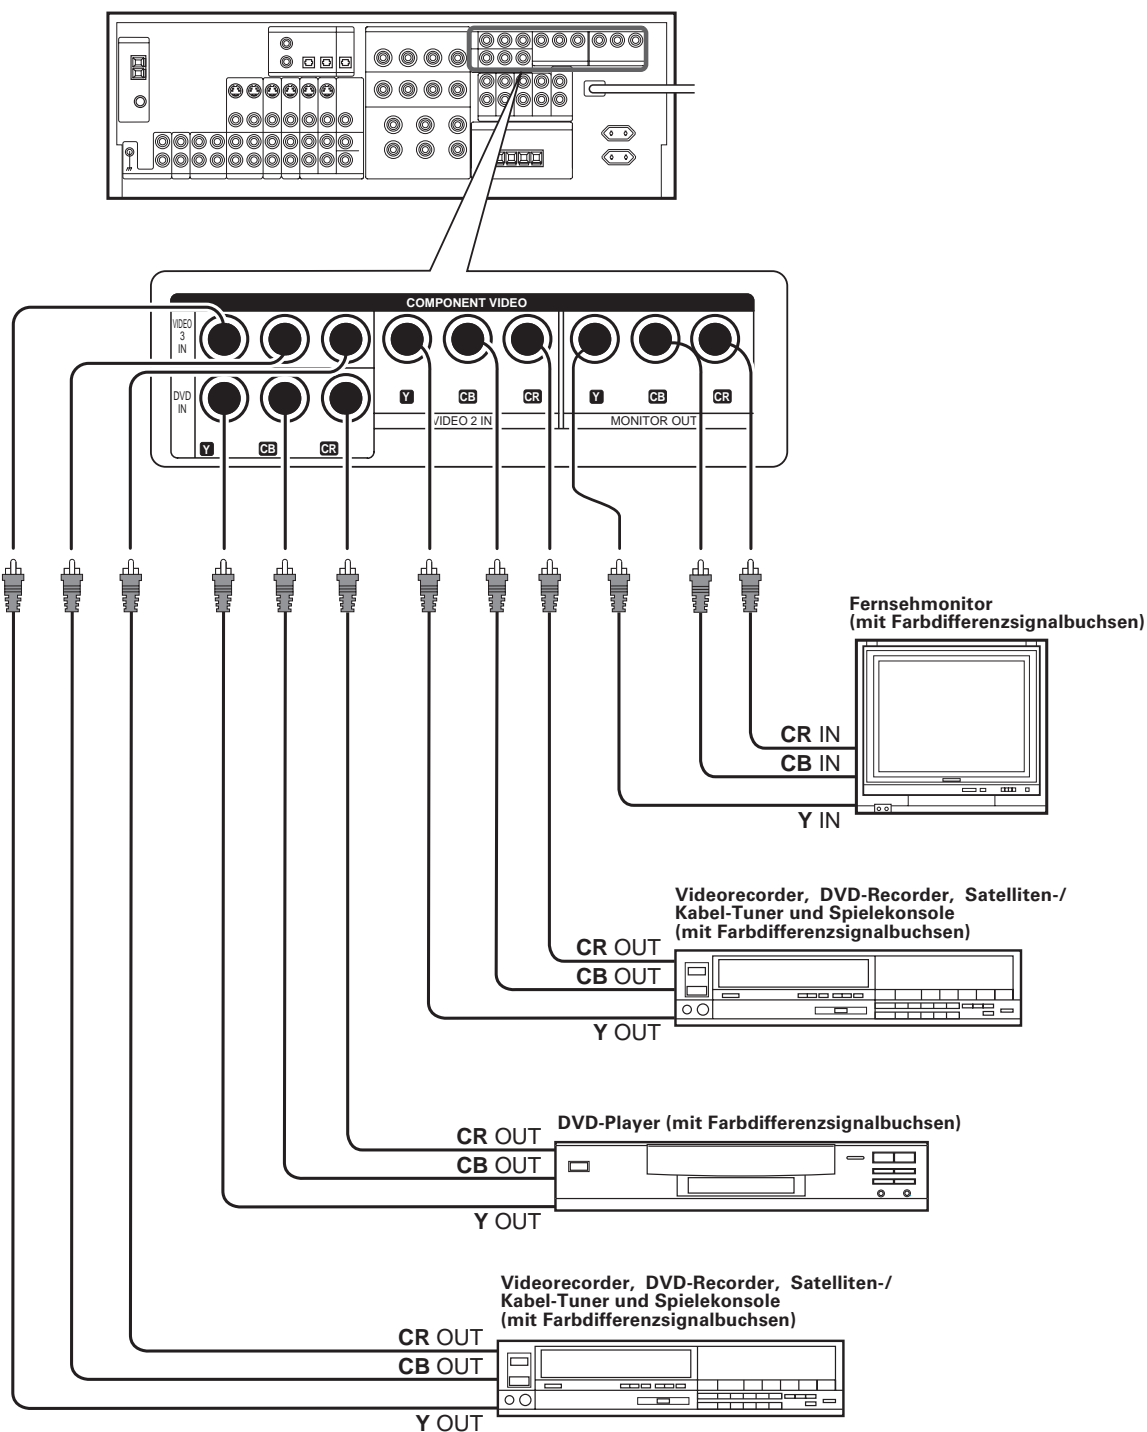 COMPONENT VIDEO
VIDEO
3
IN
DVD
IN
Y CB CR Y CB CR
VIDEO 2 IN MONITOR OUT
Y CB CR
Fernsehmonitor
(mit Farbdifferenzsignalbuchsen)
CR IN
CB IN
Y IN
Videorecorder, DVD-Recorder, Satelliten-/
Kabel-Tuner und Spielekonsole
(mit Farbdifferenzsignalbuchsen)
CR OUT
CB OUT
Y OUT
DVD-Player (mit Farbdifferenzsignalbuchsen)
CR OUT
CB OUT
Y OUT
Videorecorder, DVD-Recorder, Satelliten-/
Kabel-Tuner und Spielekonsole
(mit Farbdifferenzsignalbuchsen)
CR OUT
CB OUT
Y OUT